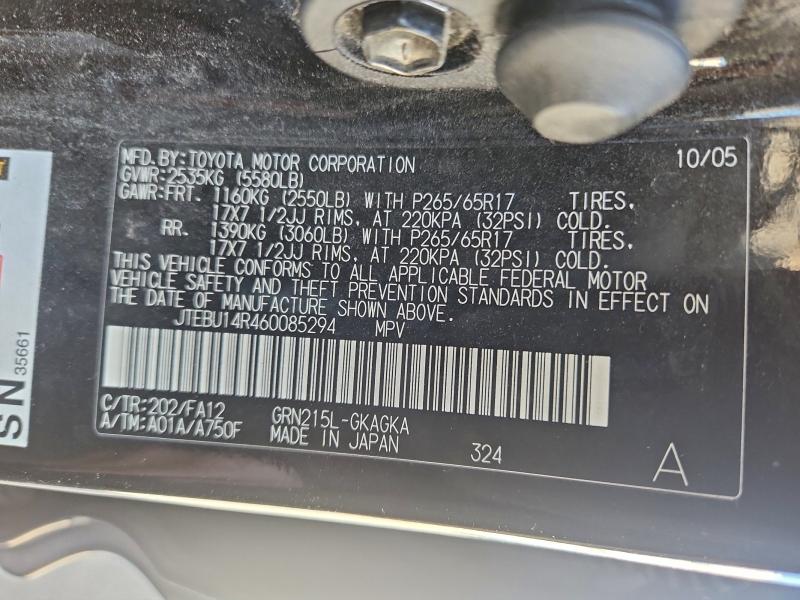 MFD.BY:TOYOTA MOTOR CORPORATION 10/05
GVWR:2535KG (5580LB)
GAWR:FRT. 1160KG (2550LB) WITH P265/65R17 TIRES,
17X7 1/2JJ RIMS, AT 220KPA (32PSI) COLD.
RR. 1390KG (3060LB) WITH P265/65R17 TIRES,
17X7 1/2JJ RIMS, AT 220KPA (32PSI) COLD.
THIS VEHICLE CONFORMS TO ALL APPLICABLE FEDERAL MOTOR
VEHICLE SAFETY AND THEFT PREVENTION STANDARDS IN EFFECT ON
THE DATE OF MANUFACTURE SHOWN ABOVE.
JTEBU14R460085294 MPV
C/TR:202/FA12 GRN215L-GKAGKA
A/TM:A01A/A750F MADE IN JAPAN 324 A
SN
35661